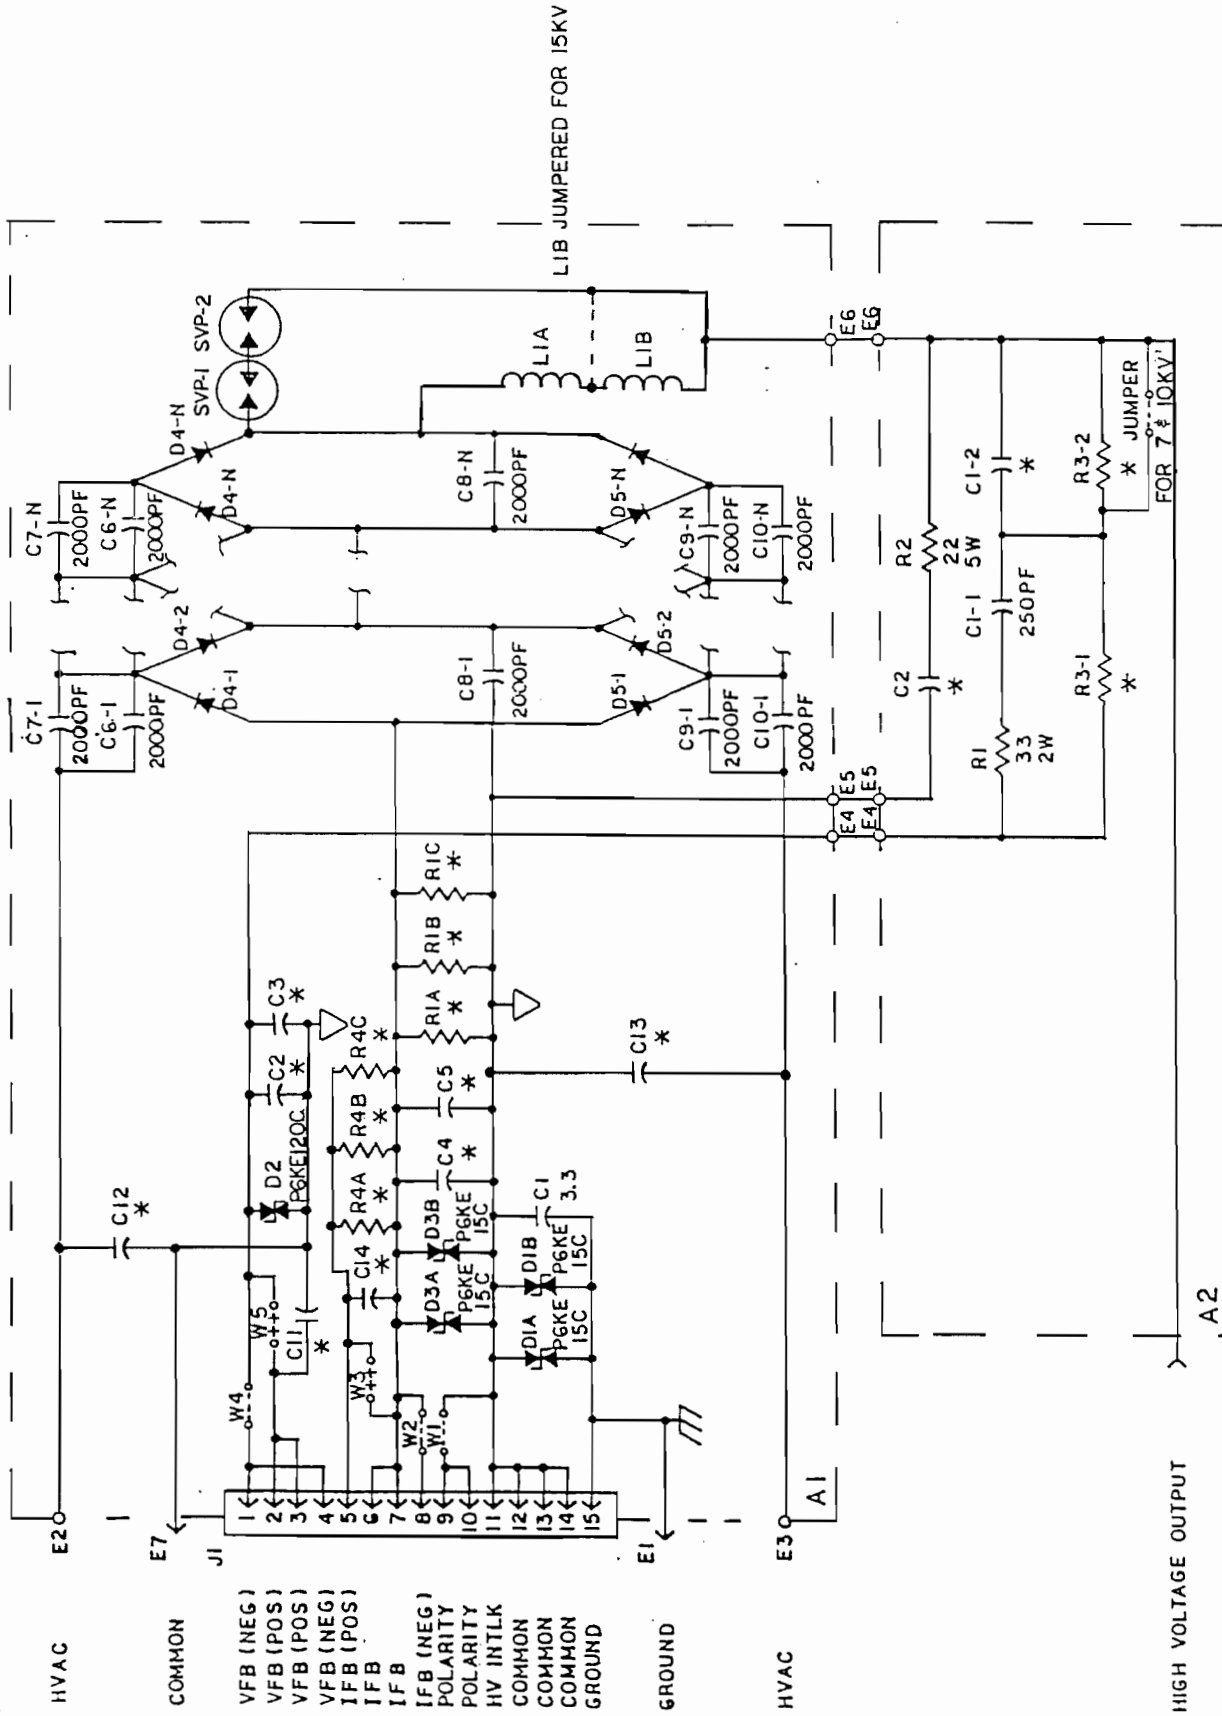 HVAC
E2
COMMON
E7
J1
VFB (NEG) 1
VFB (POS) 2
VFB (POS) 3
VFB (NEG) 4
IFB (POS) 5
IFB 6
IFB 7
IFB (NEG) 8
POLARITY 9
POLARITY 10
HV INTLK 11
COMMON 12
COMMON 13
COMMON 14
GROUND 15
GROUND
E1
HVAC
E3
A1
C12
*
W4
W5
C11
*
D2
P6KE120C
C2
*
C3
*
W3
C14
*
R4A
*
R4B
*
R4C
*
W2
W1
D3A
P6KE
15C
D3B
P6KE
15C
C4
*
C5
*
R1A
*
R1B
*
R1C
*
D1A
P6KE
15C
D1B
P6KE
15C
C1
3.3
C13
*
C7-1
2000PF
C6-1
2000PF
D4-1
D4-2
C7-N
2000PF
C6-N
2000PF
D4-N
D4-N
SVP-1
SVP-2
C8-1
2000PF
C8-N
2000PF
D5-1
D5-2
D5-N
C9-1
2000PF
C10-1
2000PF
C9-N
2000PF
C10-N
2000PF
L1A
L1B
L1B JUMPERED FOR 15KV
E4
E5
E6
E4
E5
E6
C2
*
R2
22
5W
R1
33
2W
C1-1
250PF
C1-2
*
R3-1
*
R3-2
*
JUMPER
FOR 7 & 10KV
HIGH VOLTAGE OUTPUT
A2